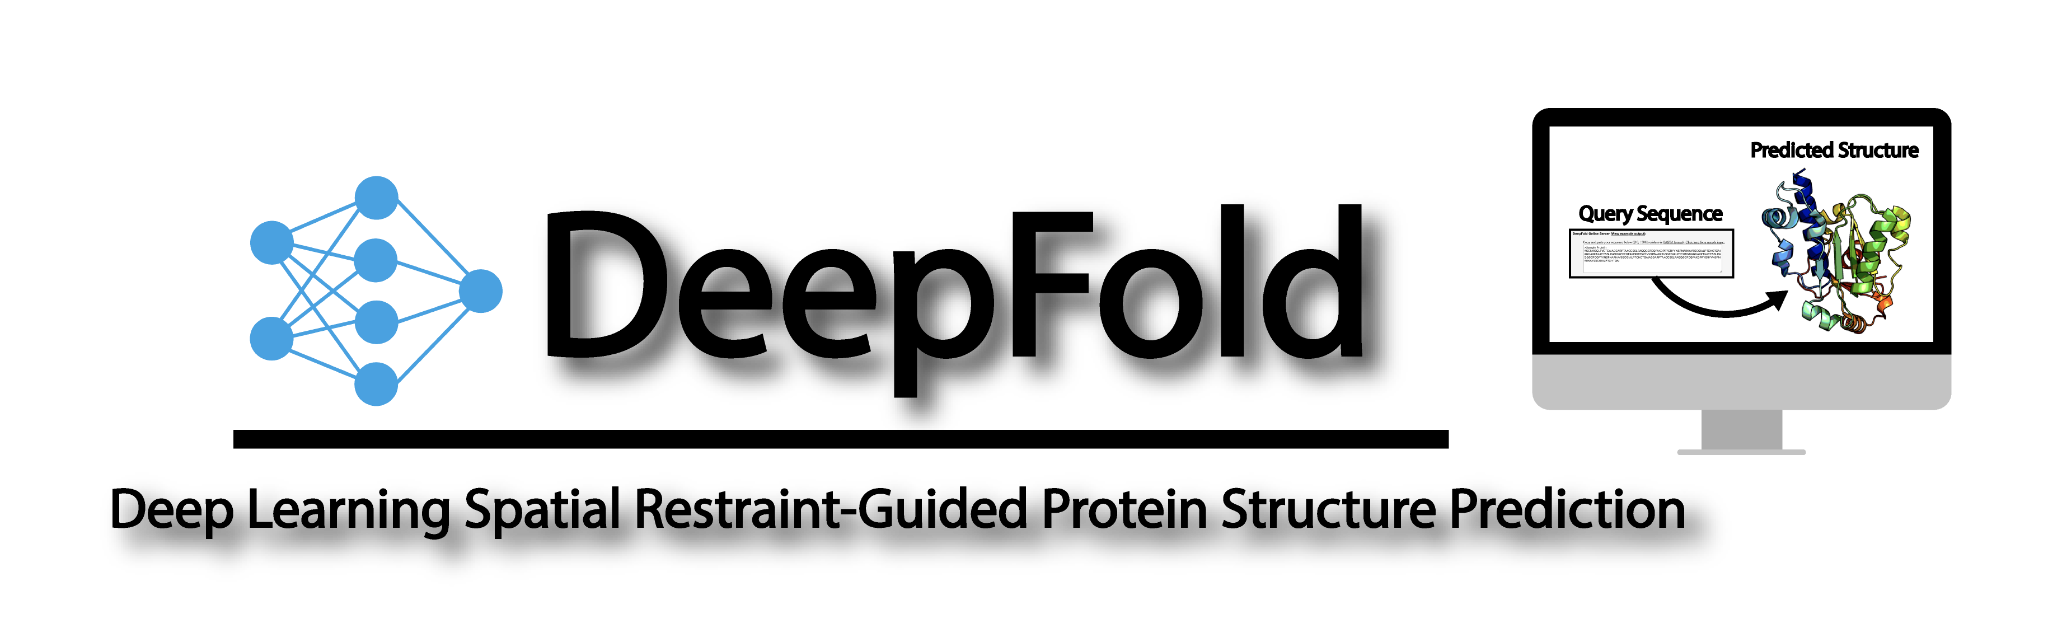 DeepFold
Deep Learning Spatial Restraint-Guided Protein Structure Prediction
Predicted Structure
Query Sequence